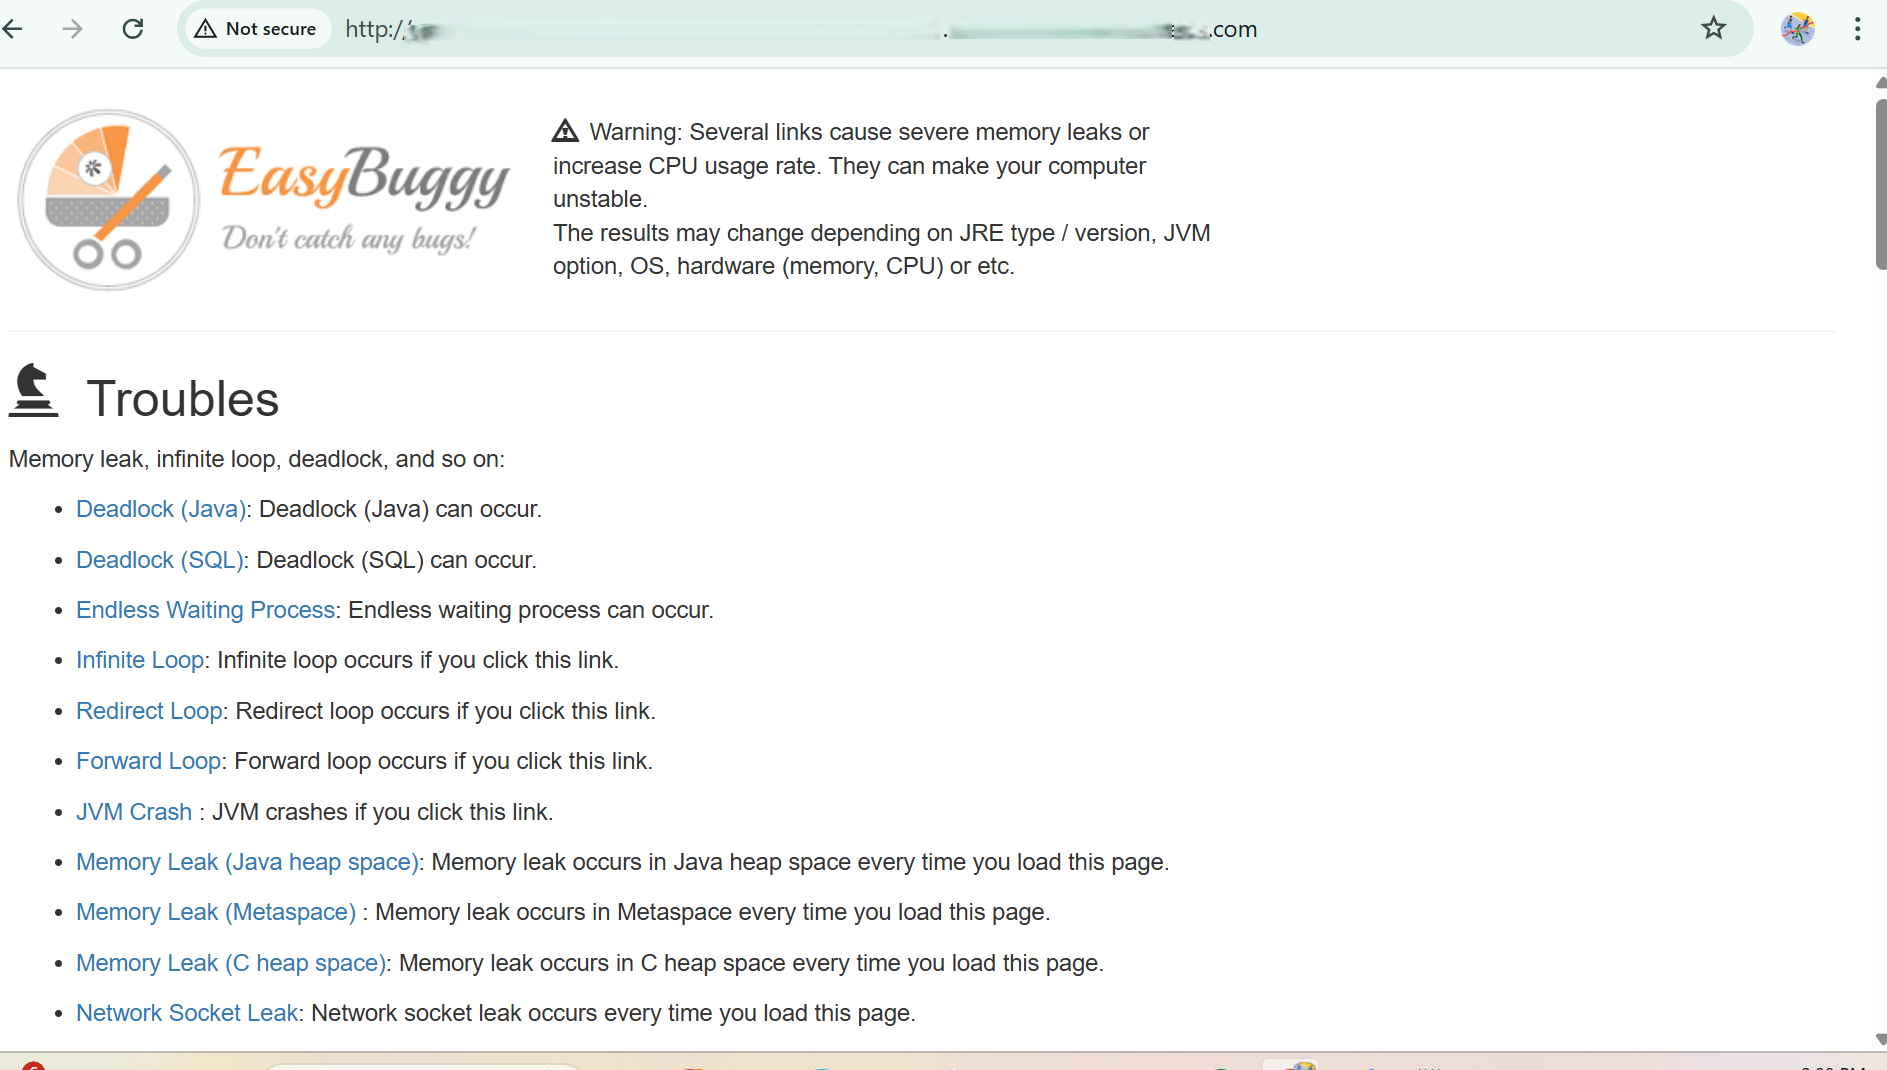 Not secure
http://
.
.com
EasyBuggy
Don't catch any bugs!
Warning: Several links cause severe memory leaks or
increase CPU usage rate. They can make your computer
unstable.
The results may change depending on JRE type / version, JVM
option, OS, hardware (memory, CPU) or etc.
Troubles
Memory leak, infinite loop, deadlock, and so on:
• Deadlock (Java): Deadlock (Java) can occur.
• Deadlock (SQL): Deadlock (SQL) can occur.
• Endless Waiting Process: Endless waiting process can occur.
• Infinite Loop: Infinite loop occurs if you click this link.
• Redirect Loop: Redirect loop occurs if you click this link.
• Forward Loop: Forward loop occurs if you click this link.
• JVM Crash : JVM crashes if you click this link.
• Memory Leak (Java heap space): Memory leak occurs in Java heap space every time you load this page.
• Memory Leak (Metaspace) : Memory leak occurs in Metaspace every time you load this page.
• Memory Leak (C heap space): Memory leak occurs in C heap space every time you load this page.
• Network Socket Leak: Network socket leak occurs every time you load this page.